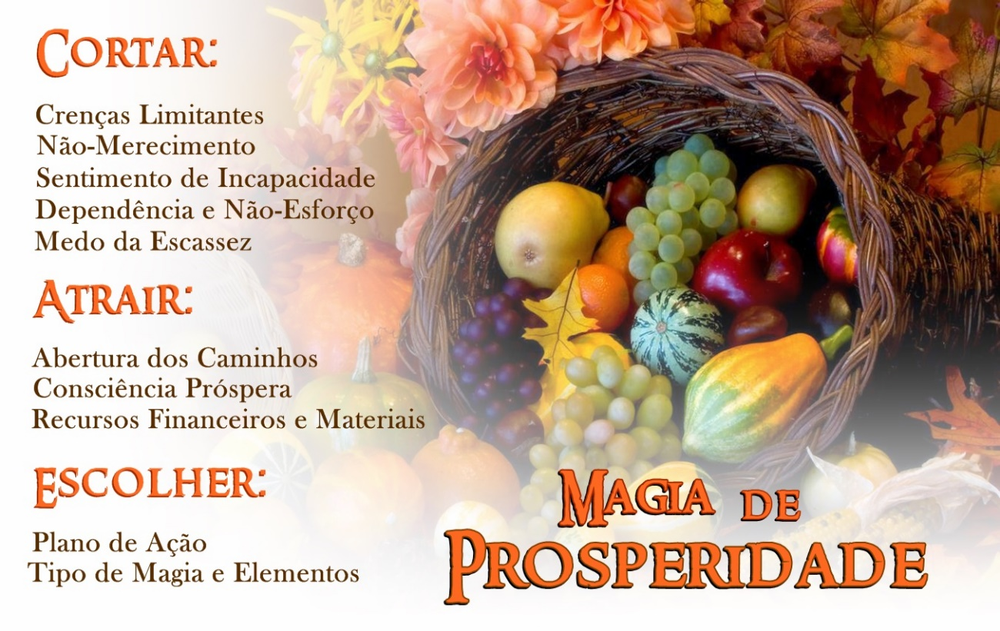 Cortar:
Crenças Limitantes
Não-Merecimento
Sentimento de Incapacidade
Dependência e Não-Esforço
Medo da Escassez
Atrair:
Abertura dos Caminhos
Consciência Próspera
Recursos Financeiros e Materiais
Escolher:
Plano de Ação
Tipo de Magia e Elementos
Magia de
Prosperidade